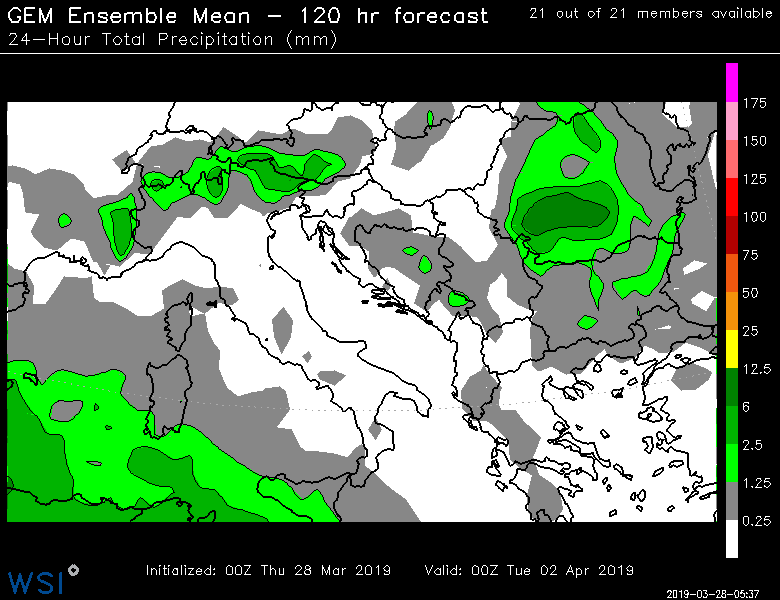 GEM Ensemble Mean – 120 hr forecast
21 out of 21 members available
24–Hour Total Precipitation (mm)
175
150
125
100
75
50
25
12.5
6
2.5
1.25
0.25
Initialized: 00Z Thu 28 Mar 2019
Valid: 00Z Tue 02 Apr 2019
WSI
2019-03-28-05:37